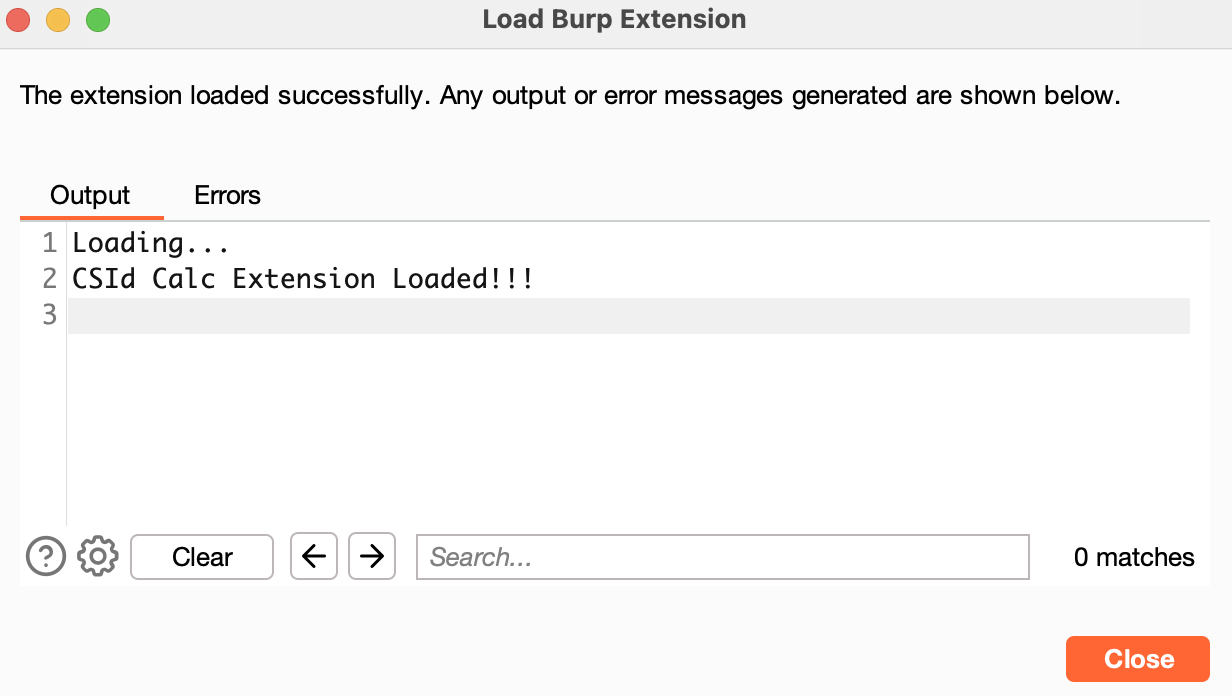 Load Burp Extension
The extension loaded successfully. Any output or error messages generated are shown below.
Output Errors
1 Loading...
2 CSId Calc Extension Loaded!!!
3
? Clear Search... 0 matches
Close